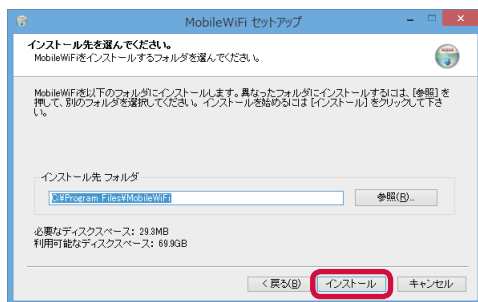 MobileWiFi セットアップ
インストール先を選んでください。
MobileWiFiをインストールするフォルダを選んでください。
MobileWiFiを以下のフォルダにインストールします。異なったフォルダにインストールするには、[参照] を
押して、別のフォルダを選択してください。 インストールを始めるには [インストール] をクリックして下さ
い。
インストール先 フォルダ
C:¥Program Files¥MobileWiFi
参照(R)...
必要なディスクスペース: 29.8MB
利用可能なディスクスペース: 69.9GB
< 戻る(B)
インストール
キャンセル